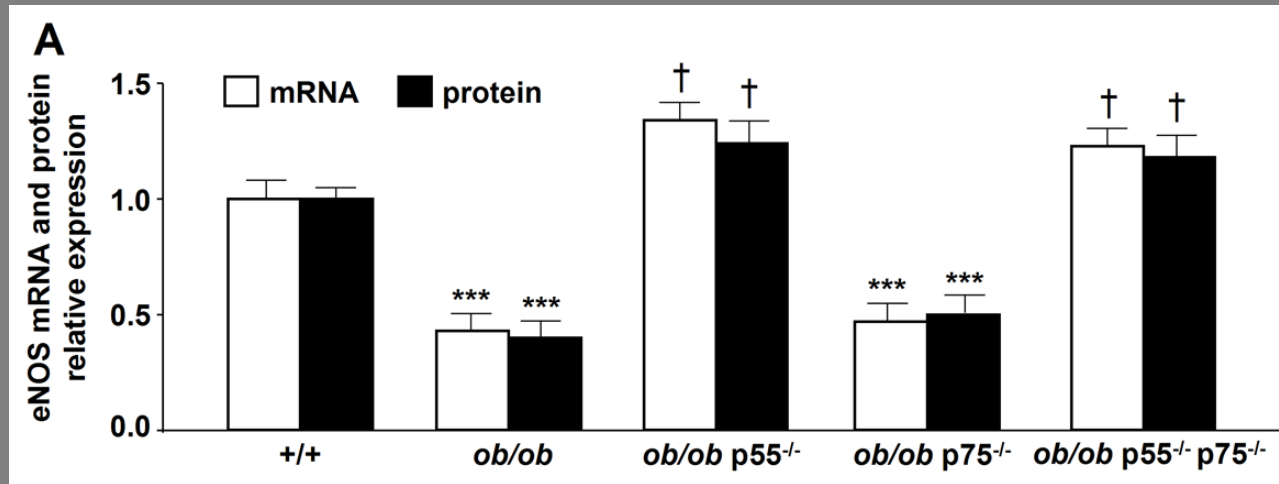 A
eNOS mRNA and protein
relative expression
mRNA
protein
1.5
1.0
0.5
0.0
***
***
†
†
***
***
†
†
+/+
ob/ob
ob/ob p55-/-
ob/ob p75-/-
ob/ob p55-/- p75-/-